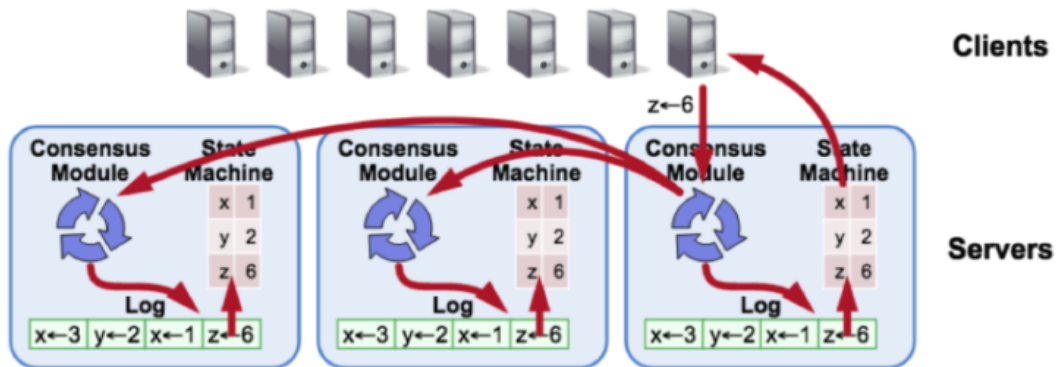 Clients
z←6
Consensus Module
State Machine
x 1
y 2
z 6
Log
x←3 y←2 x←1 z←6
Consensus Module
State Machine
x 1
y 2
z 6
Log
x←3 y←2 x←1 z←6
Consensus Module
State Machine
x 1
y 2
z 6
Log
x←3 y←2 x←1 z←6
Servers